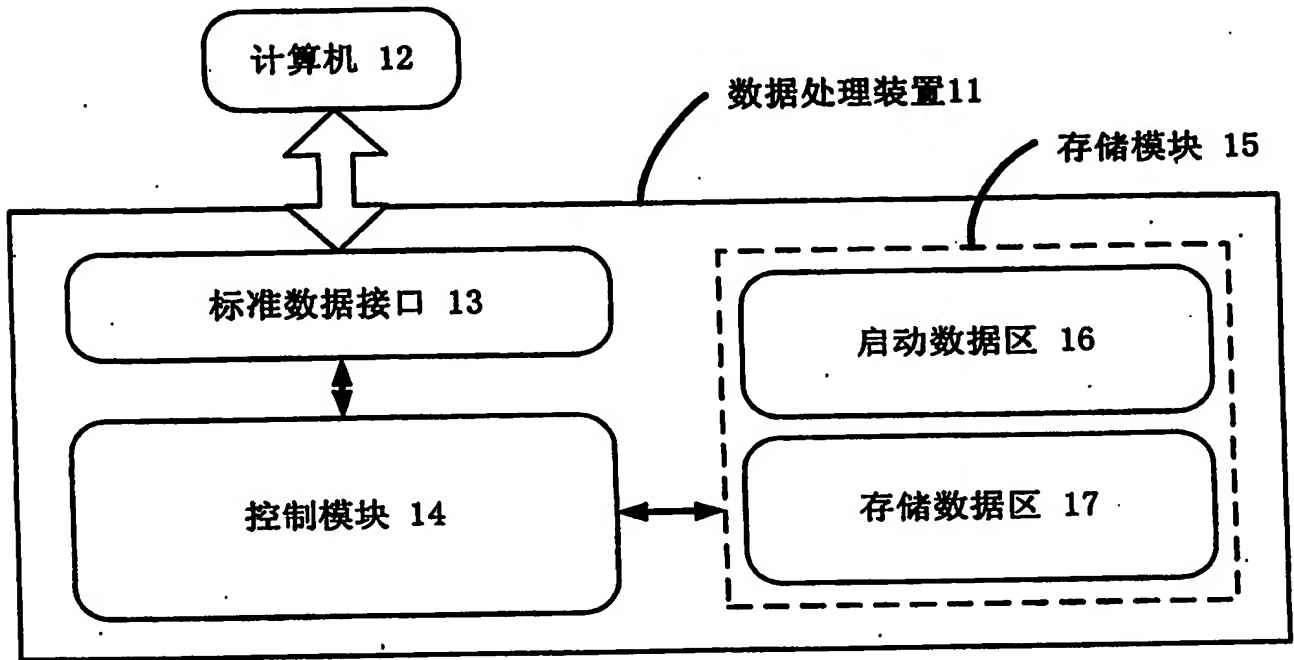 计算机 12
数据处理装置11
存储模块 15
标准数据接口 13
启动数据区 16
控制模块 14
存储数据区 17